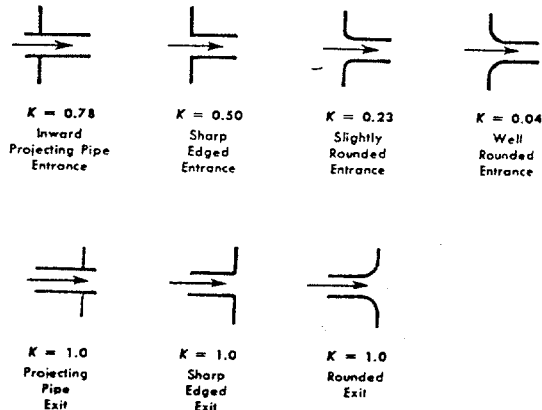 K = 0.78
Inward
Projecting Pipe
Entrance
K = 0.50
Sharp
Edged
Entrance
K = 0.23
Slightly
Rounded
Entrance
K = 0.04
Well
Rounded
Entrance
K = 1.0
Projecting
Pipe
Exit
K = 1.0
Sharp
Edged
Exit
K = 1.0
Rounded
Exit